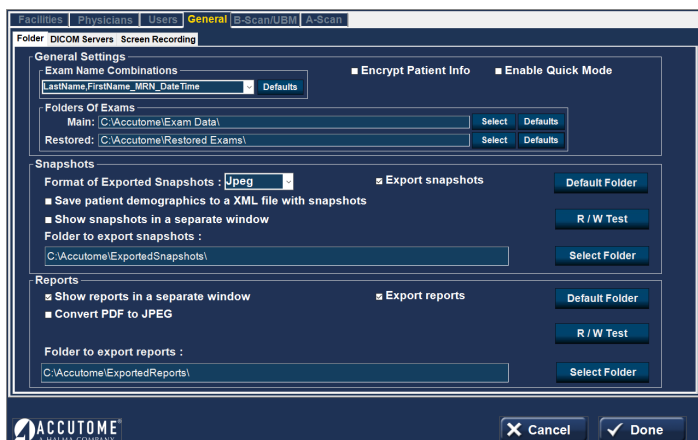 Facilities Physicians Users General B-Scan/UBM A-Scan
Folder DICOM Servers Screen Recording
General Settings
Exam Name Combinations
Encrypt Patient Info Enable Quick Mode
LastName,FirstName_MRN_DateTime Defaults
Folders Of Exams
Main: C:\Accutome\Exam Data\ Select Defaults
Restored: C:\Accutome\Restored Exams\ Select Defaults
Snapshots
Format of Exported Snapshots : Jpeg Export snapshots Default Folder
Save patient demographics to a XML file with snapshots
Show snapshots in a separate window R / W Test
Folder to export snapshots :
C:\Accutome\ExportedSnapshots\ Select Folder
Reports
Show reports in a separate window Export reports Default Folder
Convert PDF to JPEG
R / W Test
Folder to export reports :
C:\Accutome\ExportedReports\ Select Folder
ACCUTOME® Cancel Done
A HALMA COMPANY